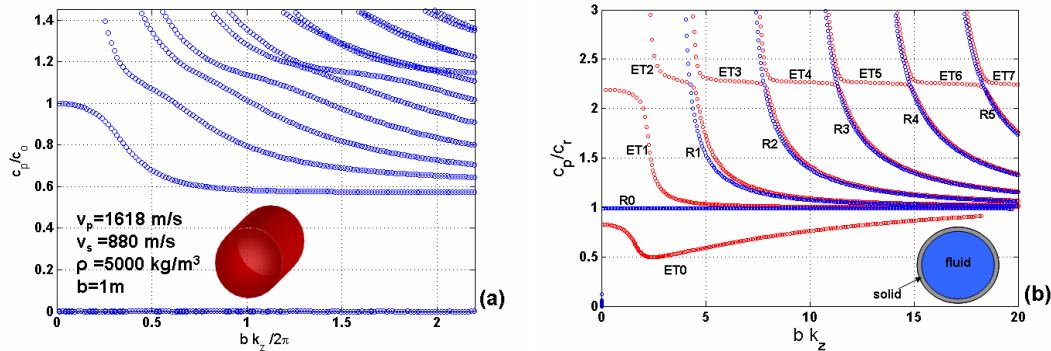 1.4
1.2
1
0.8
0.6
0.4
0.2
0
c_p/c_0
v_p=1618 m/s
v_s=880 m/s
ρ =5000 kg/m^3
b=1m
(a)
0
0.5
1
1.5
2
b k_z/2π
3
2.5
2
1.5
1
0.5
0
c_p/c_r
ET2
ET3
ET4
ET5
ET6
ET7
ET1
R1
R2
R3
R4
R5
R0
ET0
fluid
solid
(b)
0
5
10
15
20
b k_z